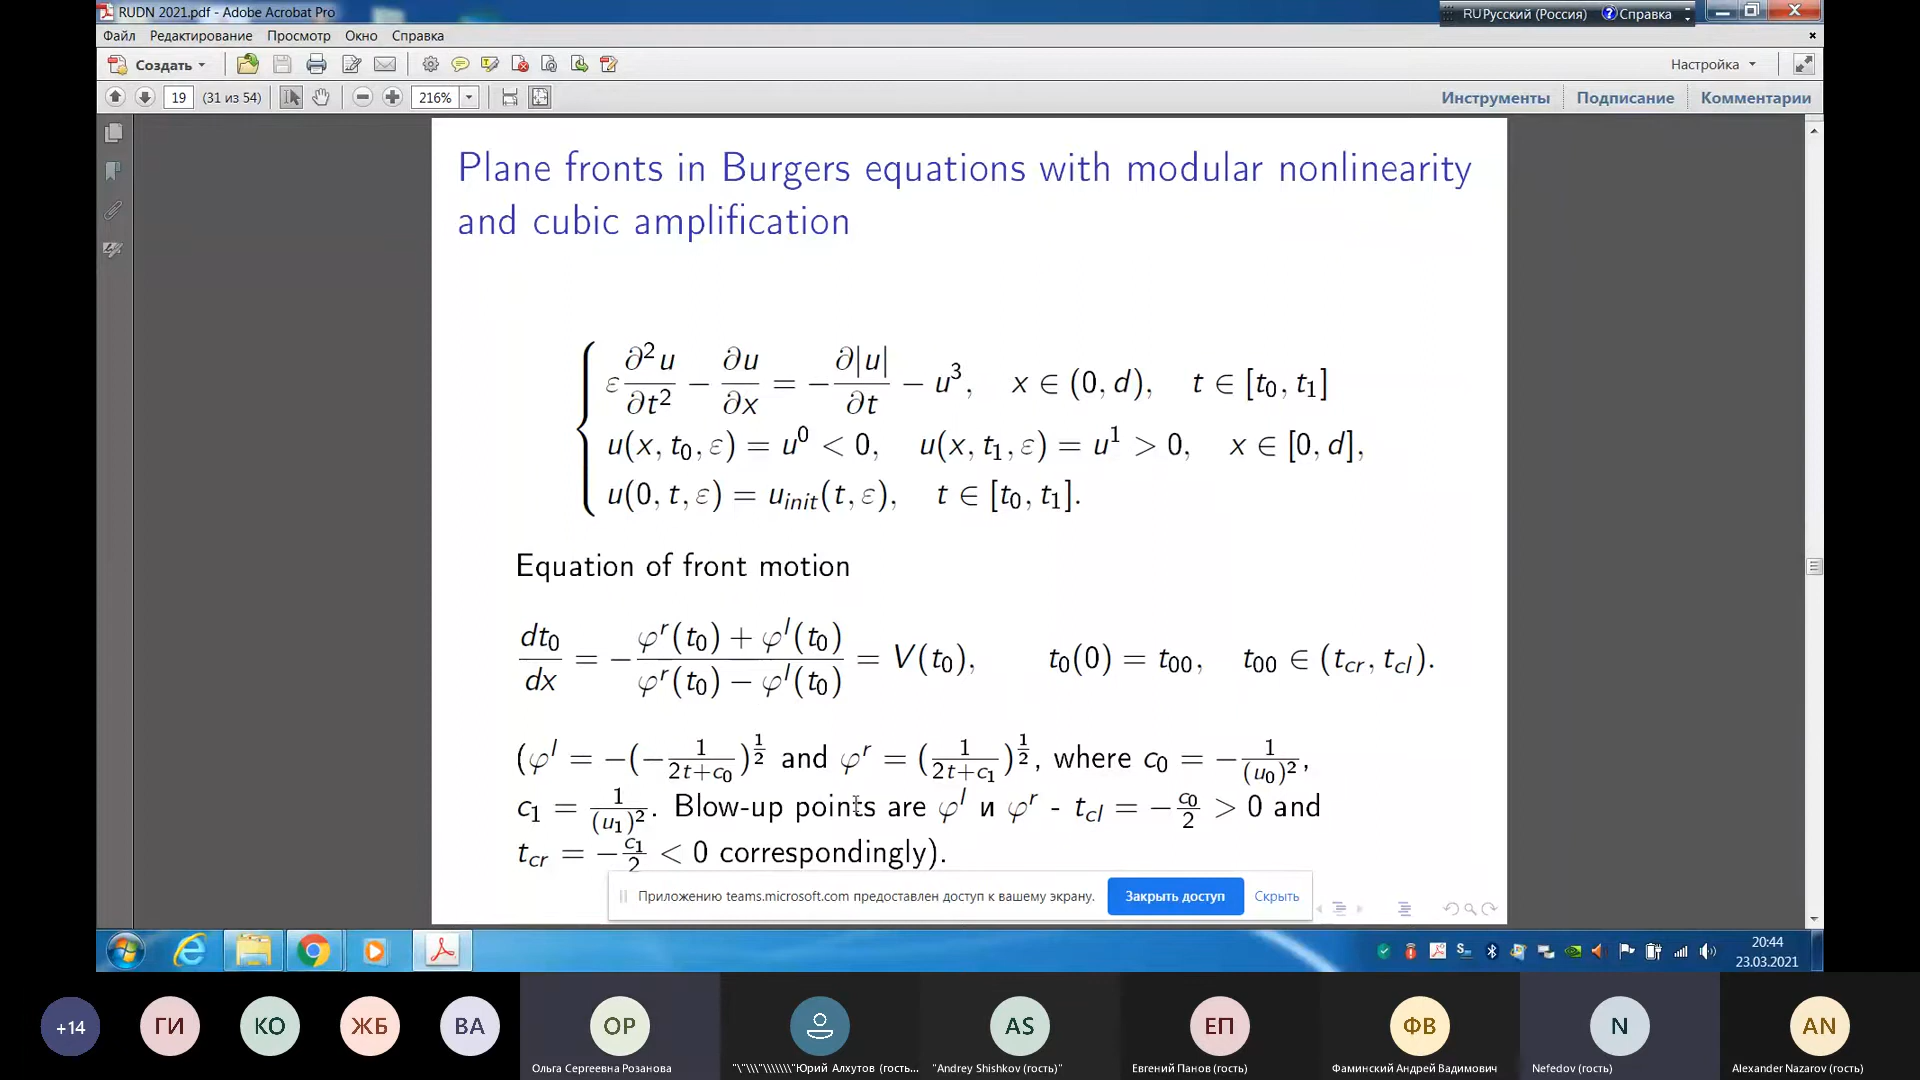 RUDN 2021.pdf - Adobe Acrobat Pro
RU Русский (Россия) Справка
Файл Редактирование Просмотр Окно Справка
Создать Настройка
19 (31 из 54) 216% Инструменты Подписание Комментарии
Plane fronts in Burgers equations with modular nonlinearity
and cubic amplification
ε ∂²u/∂t² − ∂u/∂x = − ∂|u|/∂t − u³, x ∈ (0, d), t ∈ [t₀, t₁]
u(x, t₀, ε) = u⁰ < 0, u(x, t₁, ε) = u¹ > 0, x ∈ [0, d],
u(0, t, ε) = u_init(t, ε), t ∈ [t₀, t₁].
Equation of front motion
dt₀/dx = − (φʳ(t₀) + φˡ(t₀))/(φʳ(t₀) − φˡ(t₀)) = V(t₀), t₀(0) = t₀₀, t₀₀ ∈ (t_cr, t_cl).
(φˡ = −(−1/(2t+c₀))^(1/2) and φʳ = (1/(2t+c₁))^(1/2), where c₀ = −1/(u₀)²,
c₁ = 1/(u₁)². Blow-up points are φˡ и φʳ - t_cl = −c₀/2 > 0 and
t_cr = −c₁/2 < 0 correspondingly).
Приложению teams.microsoft.com предоставлен доступ к вашему экрану. Закрыть доступ Скрыть
20:44
23.03.2021
+14 ГИ КО ЖБ ВА ОР AS ЕП ФВ N AN
Ольга Сергеевна Розанова "\"\\\"\\\\\\\"Юрий Алхутов (гость... "Andrey Shishkov (гость)" Евгений Панов (гость) Фаминский Андрей Вадимович Nefedov (гость) Alexander Nazarov (гость)